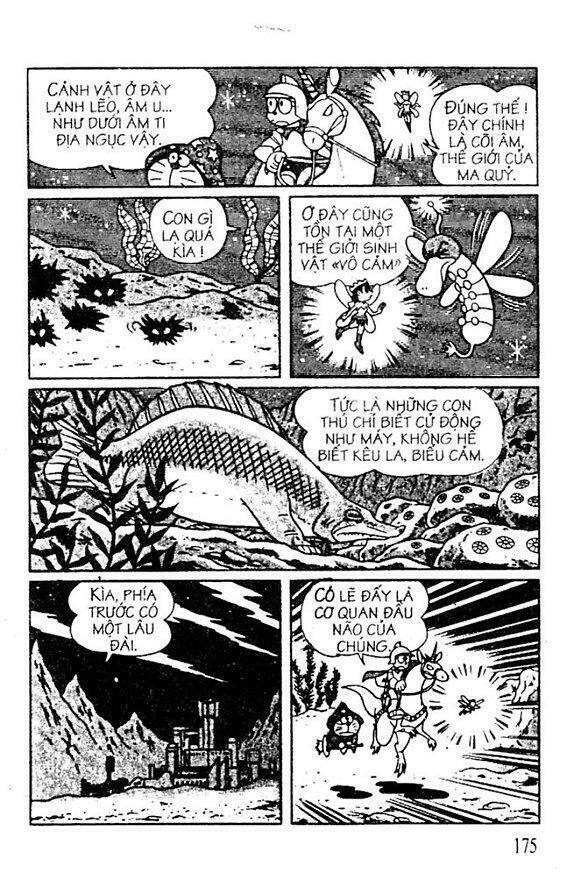 CẢNH VẬT Ở ĐÂY
LẠNH LẼO, ÂM U...
NHƯ DƯỚI ÂM TI
ĐỊA NGỤC VẬY.
ĐÚNG THẾ !
ĐÂY CHÍNH
LÀ CÕI ÂM,
THẾ GIỚI CỦA
MA QUỶ.
CON GÌ
LẠ QUÁ
KÌA !
Ở ĐÂY CŨNG
TỒN TẠI MỘT
THẾ GIỚI SINH
VẬT «VÔ CẢM»
TỨC LÀ NHỮNG CON
THÚ CHỈ BIẾT CỬ ĐỘNG
NHƯ MÁY, KHÔNG HỀ
BIẾT KÊU LA, BIỂU CẢM.
KÌA, PHÍA
TRƯỚC CÓ
MỘT LÂU
ĐÀI.
CÓ LẼ ĐẤY LÀ
CƠ QUAN ĐẦU
NÃO CỦA
CHÚNG.
175